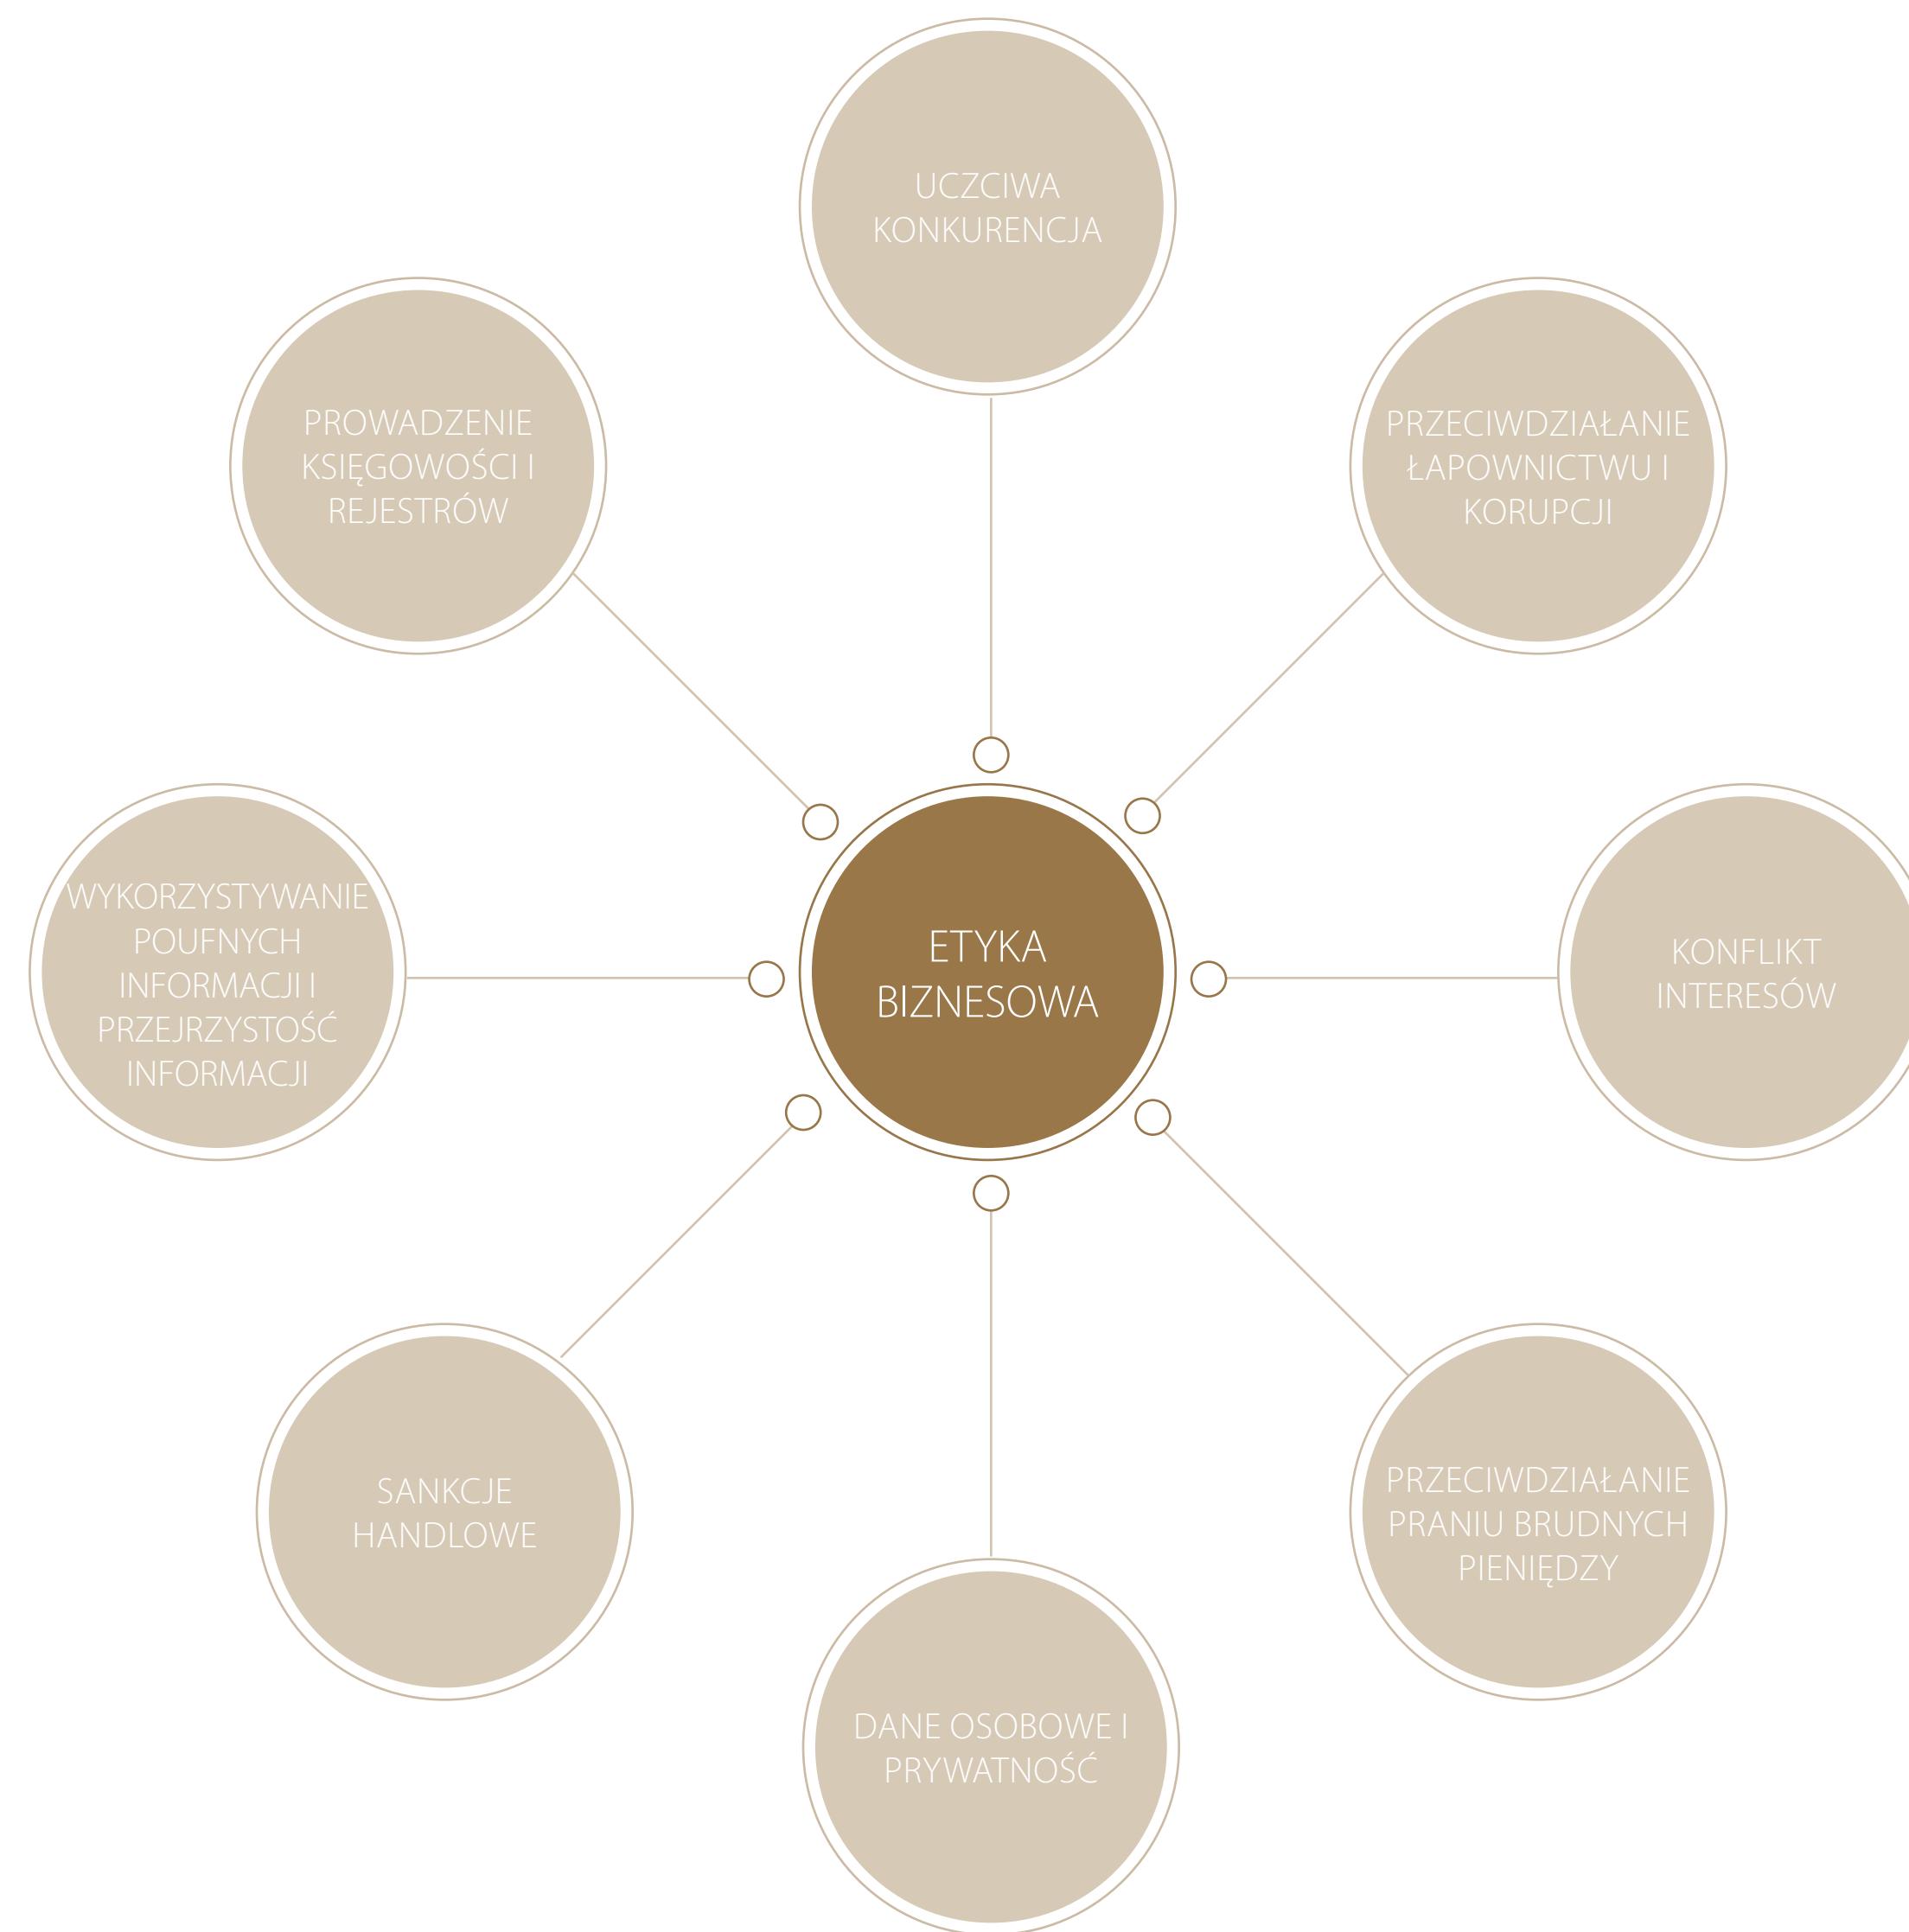 UCZCIWA
KONKURENCJA
PROWADZENIE
KSIĘGOWOŚCI I
REJESTRÓW
PRZECIWDZIAŁANIE
ŁAPOWNICTWU I
KORUPCJI
WYKORZYSTYWANIE
POUFNYCH
INFORMACJI I
PRZEJRZYSTOŚĆ
INFORMACJI
ETYKA
BIZNESOWA
KONFLIKT
INTERESÓW
SANKCJE
HANDLOWE
PRZECIWDZIAŁANIE
PRANIU BRUDNYCH
PIENIĘDZY
DANE OSOBOWE I
PRYWATNOŚĆ